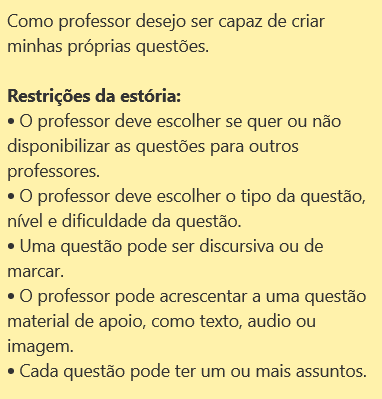 Como professor desejo ser capaz de criar
minhas próprias questões.
Restrições da estória:
• O professor deve escolher se quer ou não
disponibilizar as questões para outros
professores.
• O professor deve escolher o tipo da questão,
nível e dificuldade da questão.
• Uma questão pode ser discursiva ou de
marcar.
• O professor pode acrescentar a uma questão
material de apoio, como texto, audio ou
imagem.
• Cada questão pode ter um ou mais assuntos.